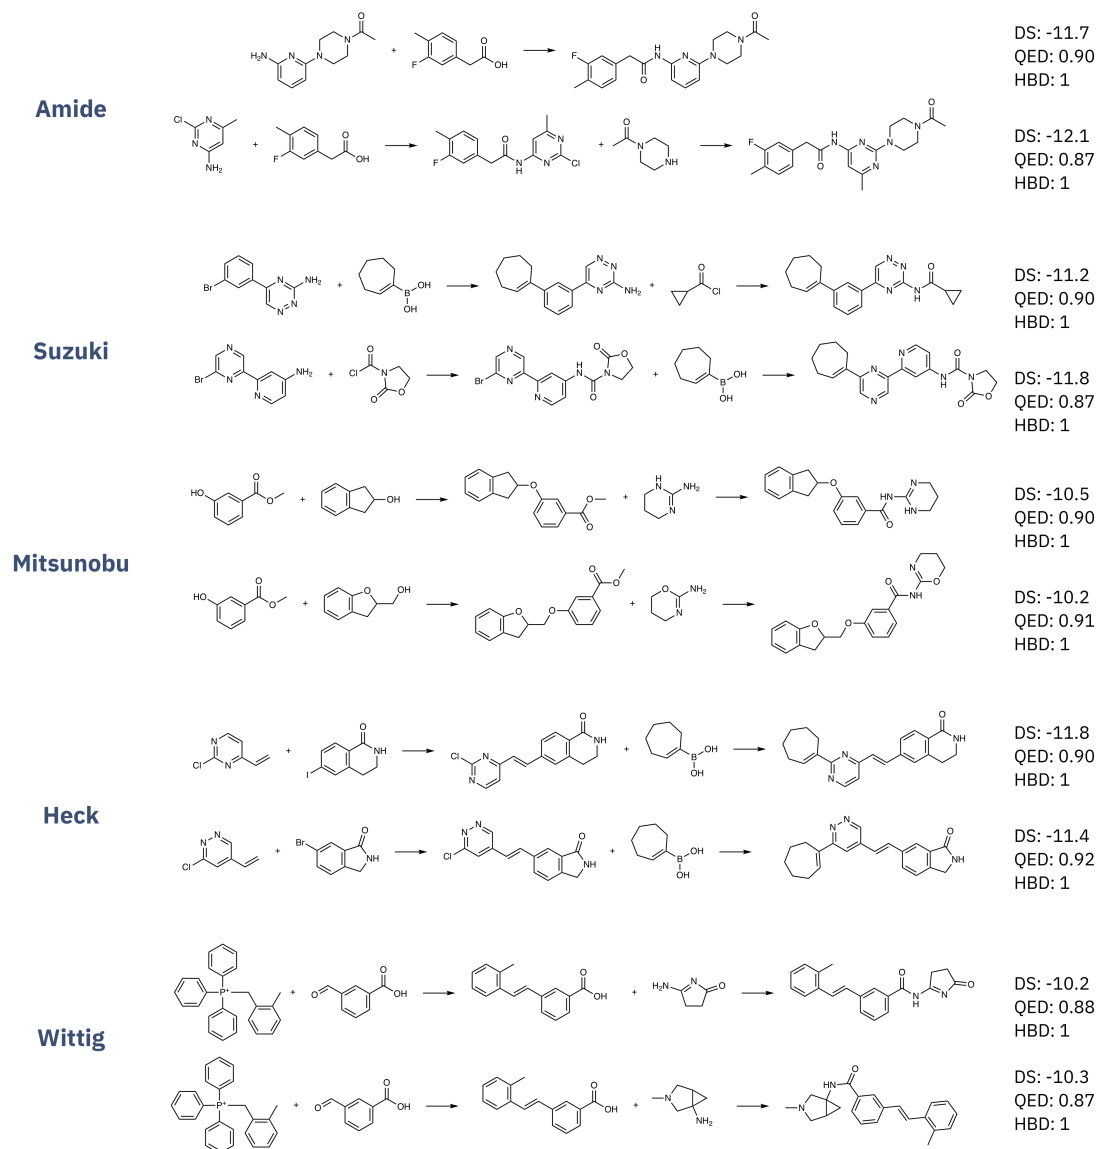 DS: -11.7
QED: 0.90
HBD: 1
Amide
DS: -12.1
QED: 0.87
HBD: 1
DS: -11.2
QED: 0.90
HBD: 1
Suzuki
DS: -11.8
QED: 0.87
HBD: 1
DS: -10.5
QED: 0.90
HBD: 1
Mitsunobu
DS: -10.2
QED: 0.91
HBD: 1
DS: -11.8
QED: 0.90
HBD: 1
Heck
DS: -11.4
QED: 0.92
HBD: 1
DS: -10.2
QED: 0.88
HBD: 1
Wittig
DS: -10.3
QED: 0.87
HBD: 1